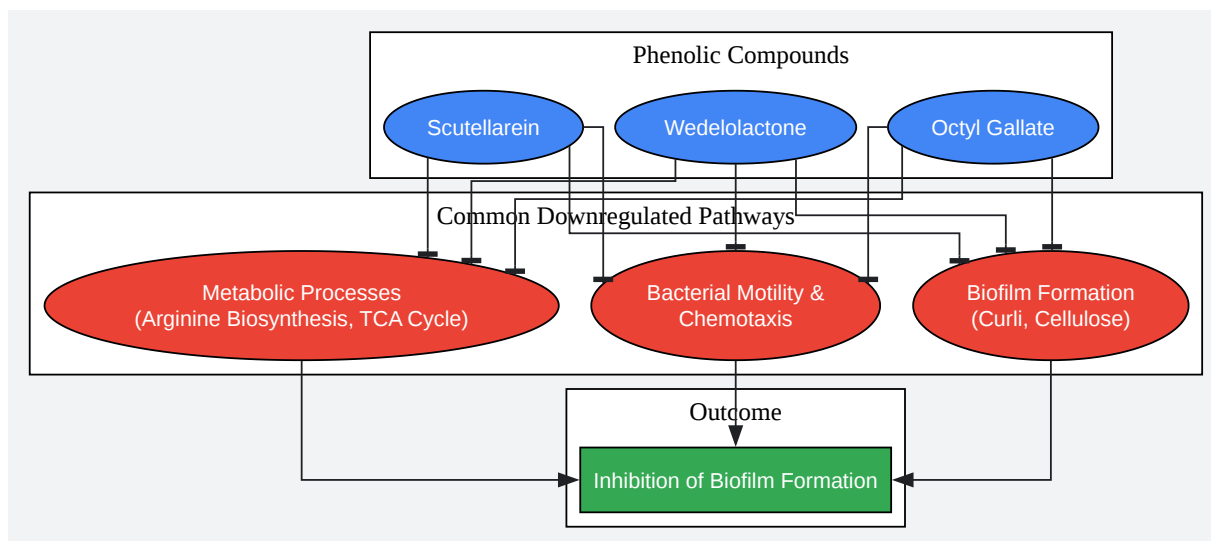 Phenolic Compounds
Scutellarein
Wedelolactone
Octyl Gallate
Common Downregulated Pathways
Metabolic Processes
(Arginine Biosynthesis, TCA Cycle)
Bacterial Motility &
Chemotaxis
Biofilm Formation
(Curli, Cellulose)
Outcome
Inhibition of Biofilm Formation